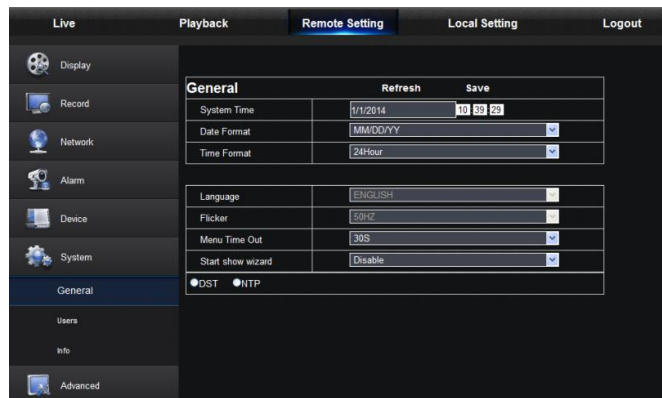 Live Playback Remote Setting Local Setting Logout
Display
Record
Network
Alarm
Device
System
General
Users
Info
Advanced
General Refresh Save
System Time 1/1/2014 10:39:29
Date Format MM/DD/YY
Time Format 24Hour
Language ENGLISH
Flicker 50HZ
Menu Time Out 30S
Start show wizard Disable
DST NTP